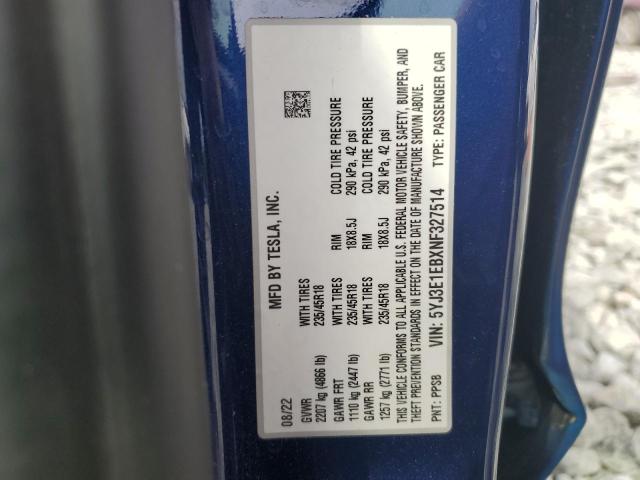 MFD BY TESLA, INC.
08/22
GVWR
2207 kg (4866 lb)
WITH TIRES
235/45R18
RIM
18X8.5J
COLD TIRE PRESSURE
290 kPa, 42 psi
GAWR FRT
1110 kg (2447 lb)
WITH TIRES
235/45R18
RIM
18X8.5J
COLD TIRE PRESSURE
290 kPa, 42 psi
GAWR RR
1257 kg (2771 lb)
WITH TIRES
235/45R18
THIS VEHICLE CONFORMS TO ALL APPLICABLE U.S. FEDERAL MOTOR VEHICLE SAFETY, BUMPER, AND
THEFT PREVENTION STANDARDS IN EFFECT ON THE DATE OF MANUFACTURE SHOWN ABOVE.
PNT: PPSB VIN: 5YJ3E1EBXNF327514 TYPE: PASSENGER CAR